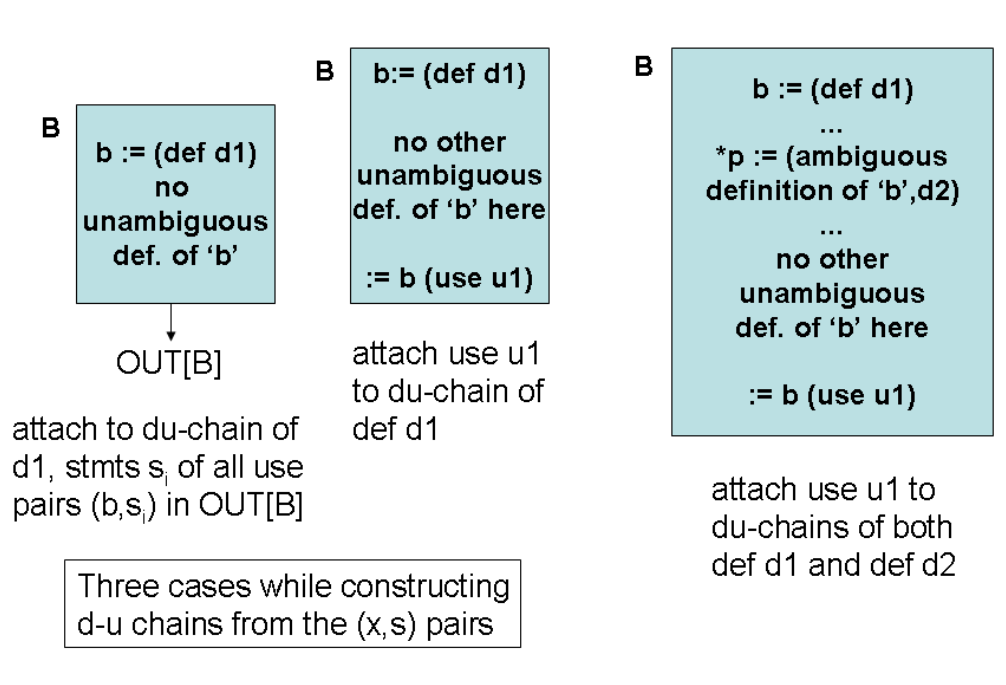 B
b := (def d1)
no
unambiguous
def. of ‘b’
OUT[B]
attach to du-chain of
d1, stmts si of all use
pairs (b,si) in OUT[B]
B
b:= (def d1)
no other
unambiguous
def. of ‘b’ here
:= b (use u1)
attach use u1
to du-chain of
def d1
B
b := (def d1)
...
*p := (ambiguous
definition of ‘b’,d2)
...
no other
unambiguous
def. of ‘b’ here
:= b (use u1)
attach use u1 to
du-chains of both
def d1 and def d2
Three cases while constructing
d-u chains from the (x,s) pairs